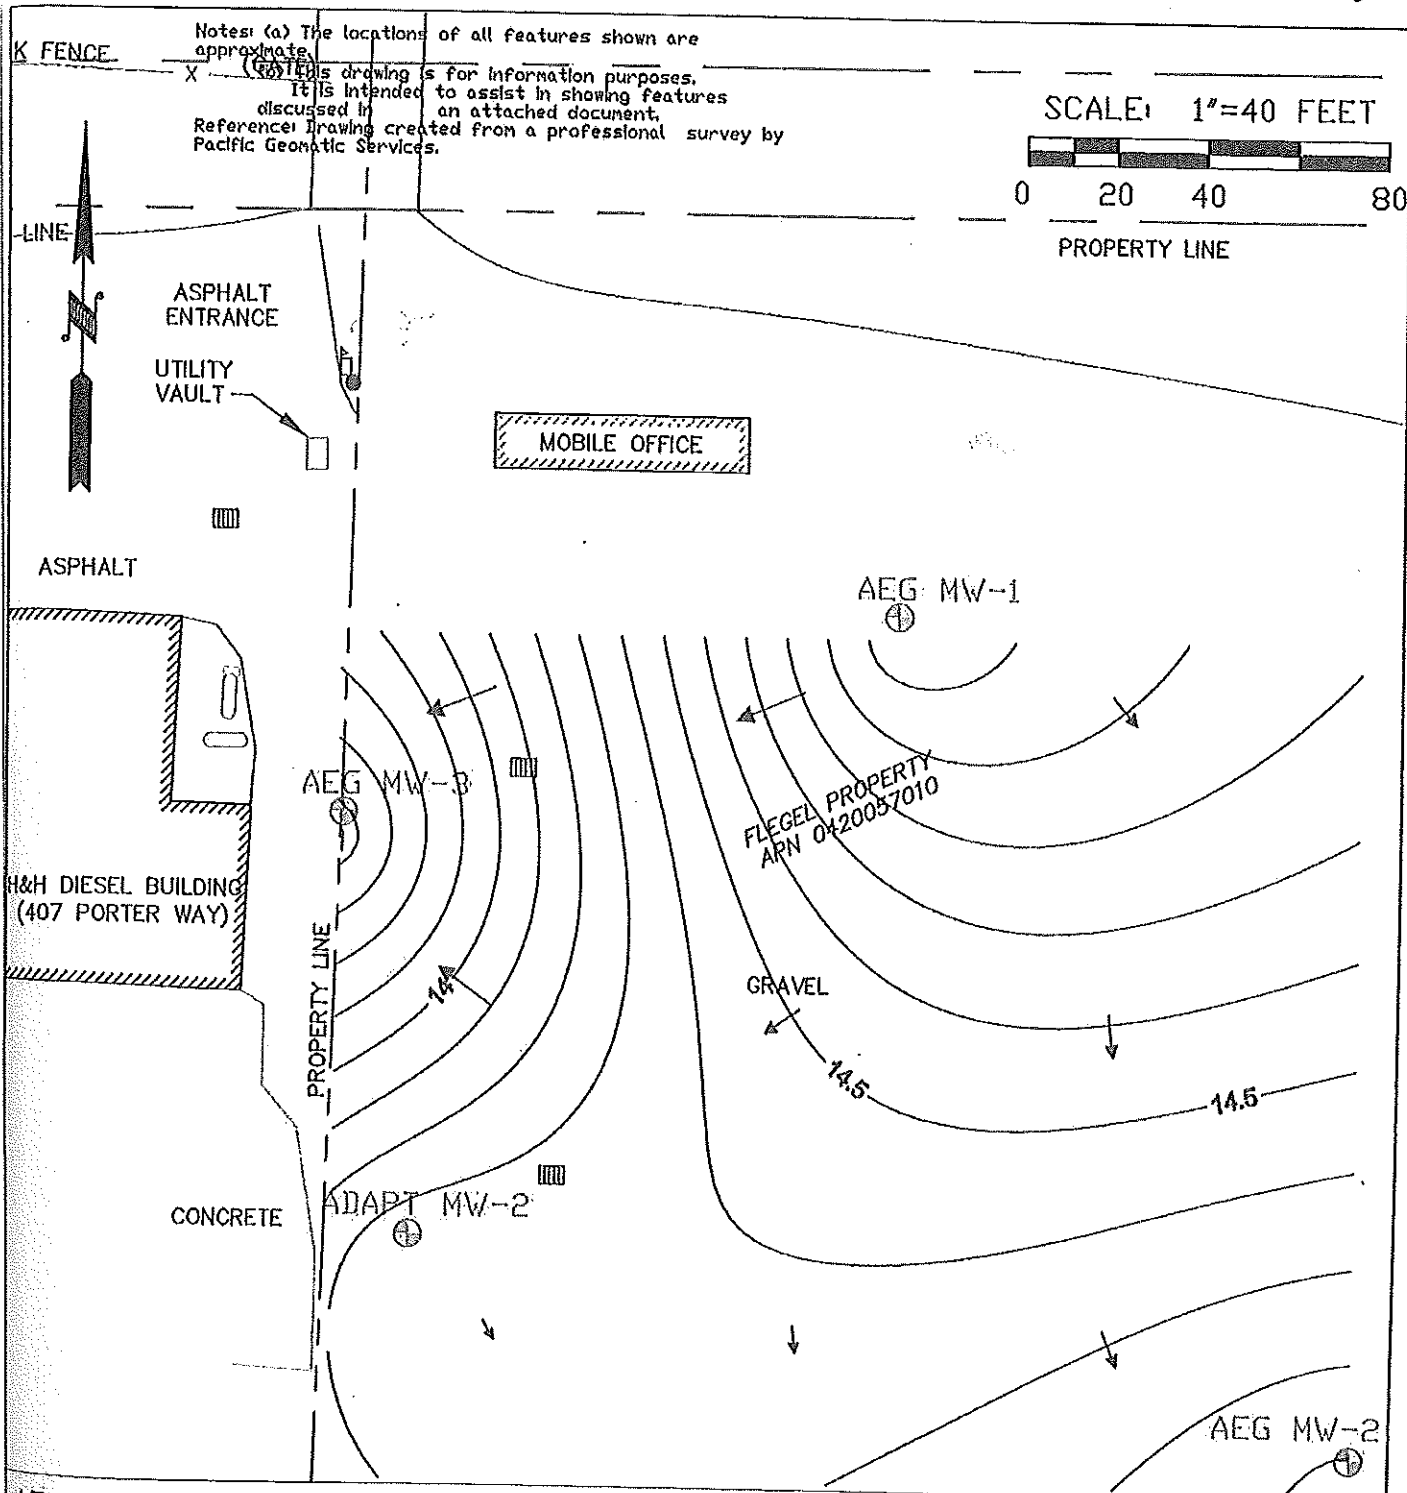 Notes: (a) The locations of all features shown are
approximate.
K FENCE
X
(GATE)
(b) This drawing is for information purposes.
It is intended to assist in showing features
discussed in an attached document.
Reference: Drawing created from a professional survey by
Pacific Geomatic Services.
SCALE: 1"=40 FEET
0 20 40 80
LINE
PROPERTY LINE
ASPHALT
ENTRANCE
UTILITY
VAULT
MOBILE OFFICE
ASPHALT
AEG MW-1
AEG MW-3
FLEGEL PROPERTY
APN 0420057010
H&H DIESEL BUILDING
(407 PORTER WAY)
PROPERTY LINE
14
GRAVEL
14.5
14.5
CONCRETE
ADAPT MW-2
AEG MW-2